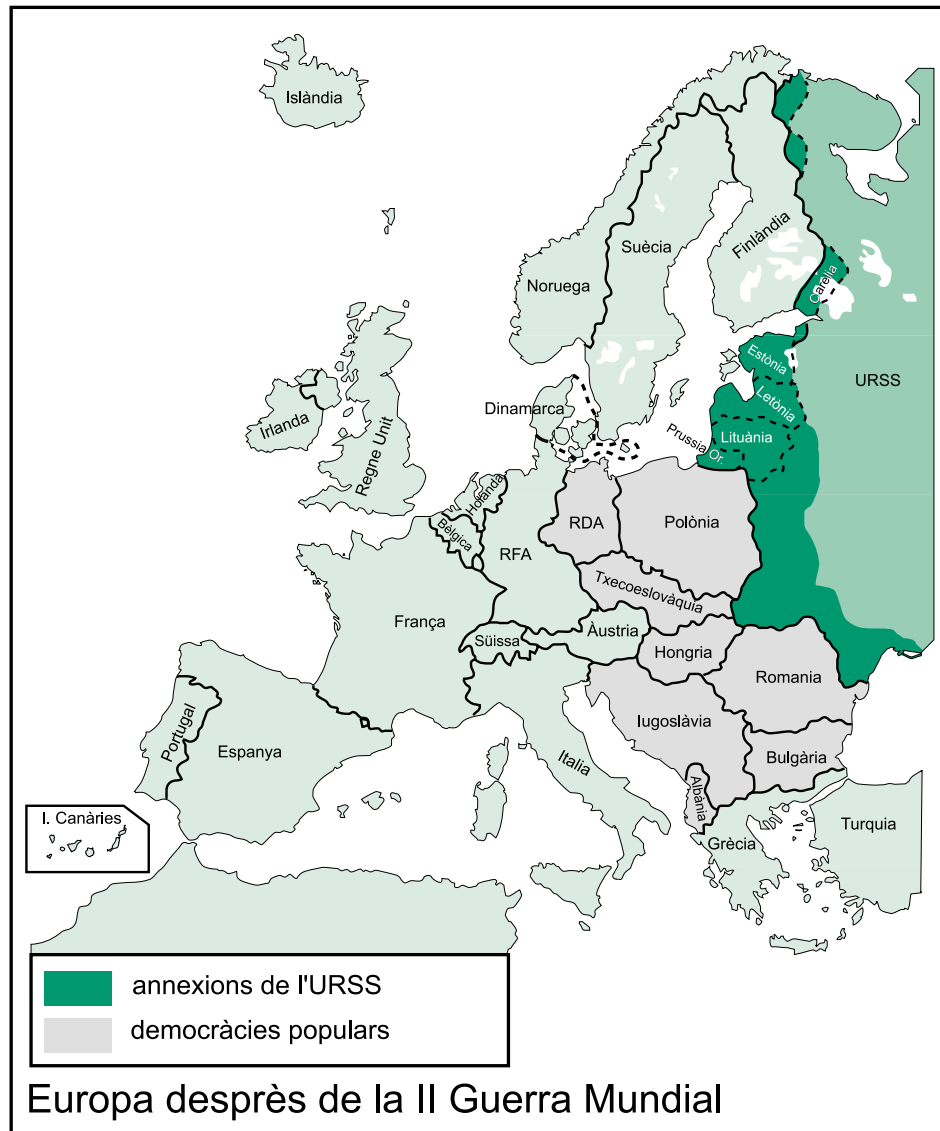 Islàndia
Suècia
Finlàndia
Noruega
Carèlia
Estònia
URSS
Letònia
Dinamarca
Irlanda
Regne Unit
Prussia Or.
Lituània
Holanda
Bèlgica
RDA
Polònia
RFA
Txecoeslovàquia
França
Àustria
Süissa
Hongria
Romania
Portugal
Espanya
Iugoslàvia
Bulgària
Itàlia
Albània
I. Canàries
Turquia
Grècia
annexions de l'URSS
democràcies populars
Europa desprès de la II Guerra Mundial